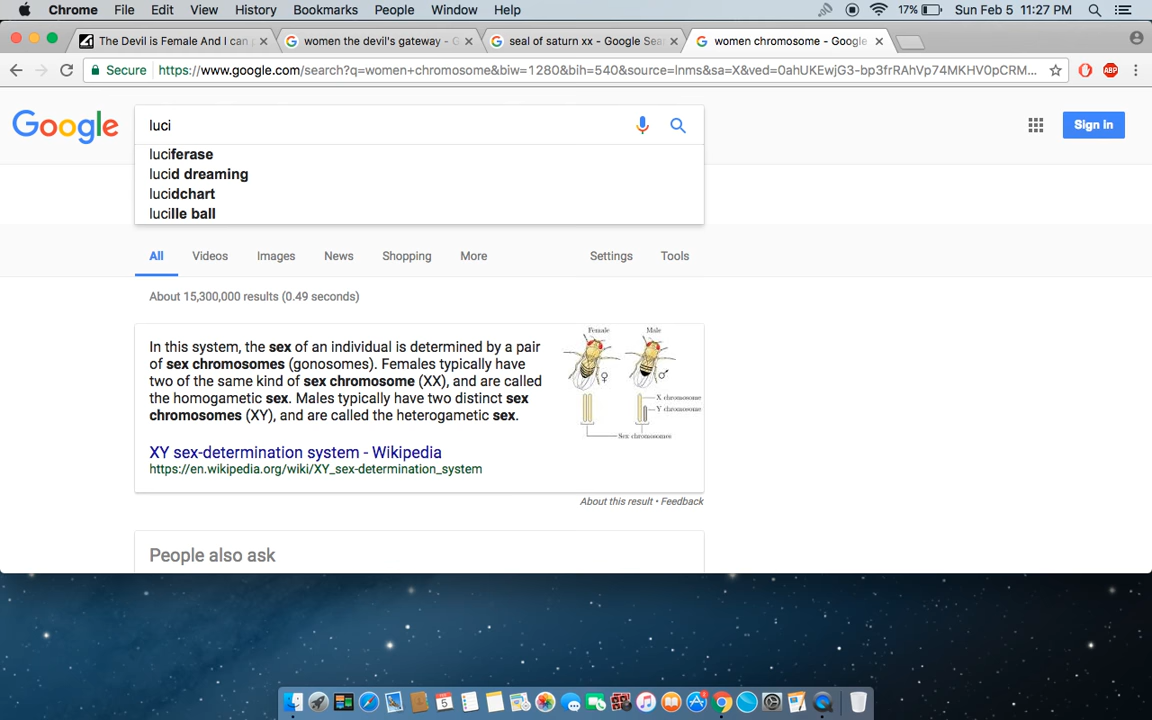 Chrome File Edit View History Bookmarks People Window Help 17% Sun Feb 5 11:27 PM
The Devil is Female And I can p women the devil's gateway - G seal of saturn xx - Google Sear women chromosome - Google
Secure https://www.google.com/search?q=women+chromosome&biw=1280&bih=540&source=lnms&sa=X&ved=0ahUKEwjG3-bp3frRAhVp74MKHV0pCRM... ABP
Google luci Sign in
luciferase
lucid dreaming
lucidchart
lucille ball
All Videos Images News Shopping More Settings Tools
About 15,300,000 results (0.49 seconds)
In this system, the sex of an individual is determined by a pair
of sex chromosomes (gonosomes). Females typically have
two of the same kind of sex chromosome (XX), and are called
the homogametic sex. Males typically have two distinct sex
chromosomes (XY), and are called the heterogametic sex.
Female Male
X chromosome
Y chromosome
Sex chromosomes
XY sex-determination system - Wikipedia
https://en.wikipedia.org/wiki/XY_sex-determination_system
About this result • Feedback
People also ask
5